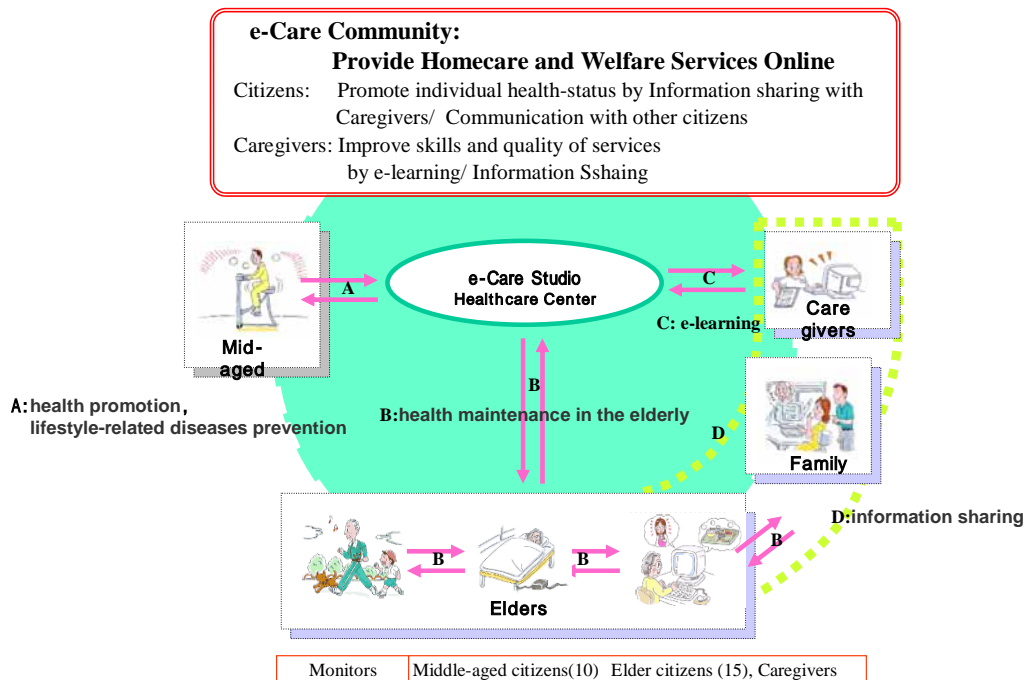 e-Care Community:
Provide Homecare and Welfare Services Online
Citizens: Promote individual health-status by Information sharing with
Caregivers/ Communication with other citizens
Caregivers: Improve skills and quality of services
by e-learning/ Information Sshaing
e-Care Studio
Healthcare Center
A
C
C: e-learning
Mid-
aged
Care
givers
A:health promotion,
lifestyle-related diseases prevention
B
B:health maintenance in the elderly
D
Family
D:information sharing
B
B
B
Elders
Monitors Middle-aged citizens(10) Elder citizens (15), Caregivers